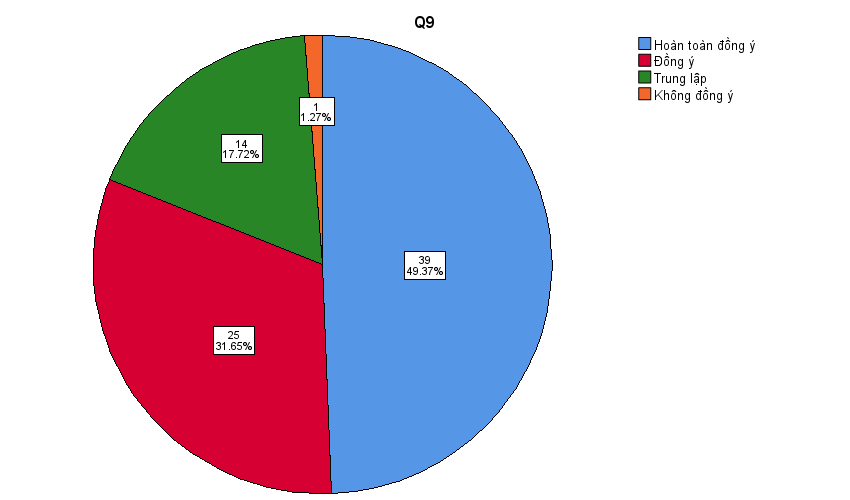 Q9
Hoàn toàn đồng ý
Đồng ý
Trung lập
Không đồng ý
1
1.27%
14
17.72%
39
49.37%
25
31.65%